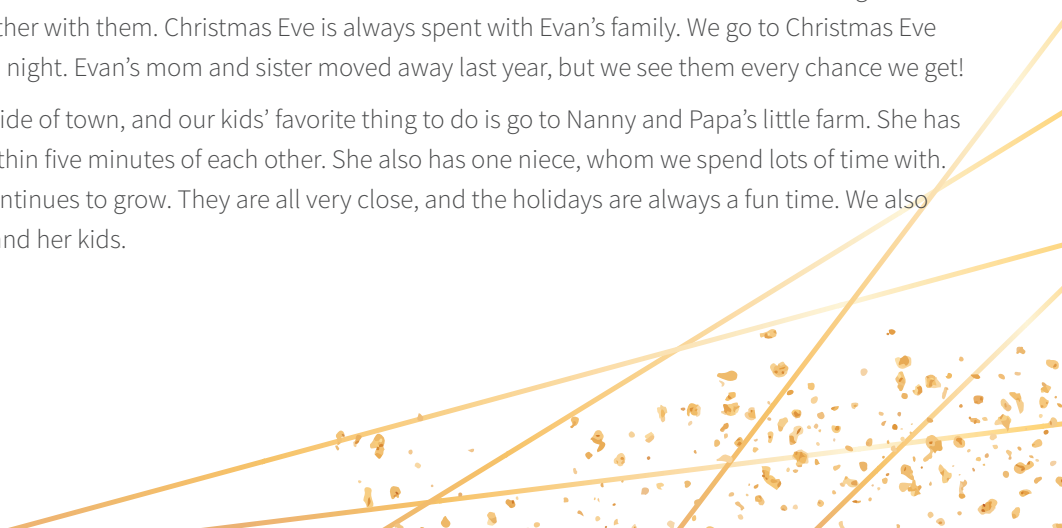 ther with them. Christmas Eve is always spent with Evan’s family. We go to Christmas Eve
night. Evan’s mom and sister moved away last year, but we see them every chance we get!
ide of town, and our kids’ favorite thing to do is go to Nanny and Papa’s little farm. She has
thin five minutes of each other. She also has one niece, whom we spend lots of time with.
ntinues to grow. They are all very close, and the holidays are always a fun time. We also
nd her kids.